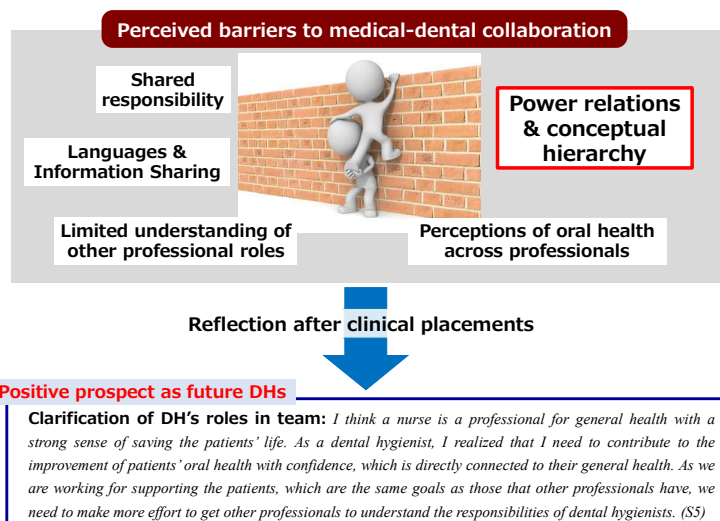 Perceived barriers to medical-dental collaboration
Shared
responsibility
Power relations
& conceptual
hierarchy
Languages &
Information Sharing
Limited understanding of
other professional roles
Perceptions of oral health
across professionals
Reflection after clinical placements
Positive prospect as future DHs
Clarification of DH's roles in team: I think a nurse is a professional for general health with a
strong sense of saving the patients' life. As a dental hygienist, I realized that I need to contribute to the
improvement of patients' oral health with confidence, which is directly connected to their general health. As we
are working for supporting the patients, which are the same goals as those that other professionals have, we
need to make more effort to get other professionals to understand the responsibilities of dental hygienists. (S5)